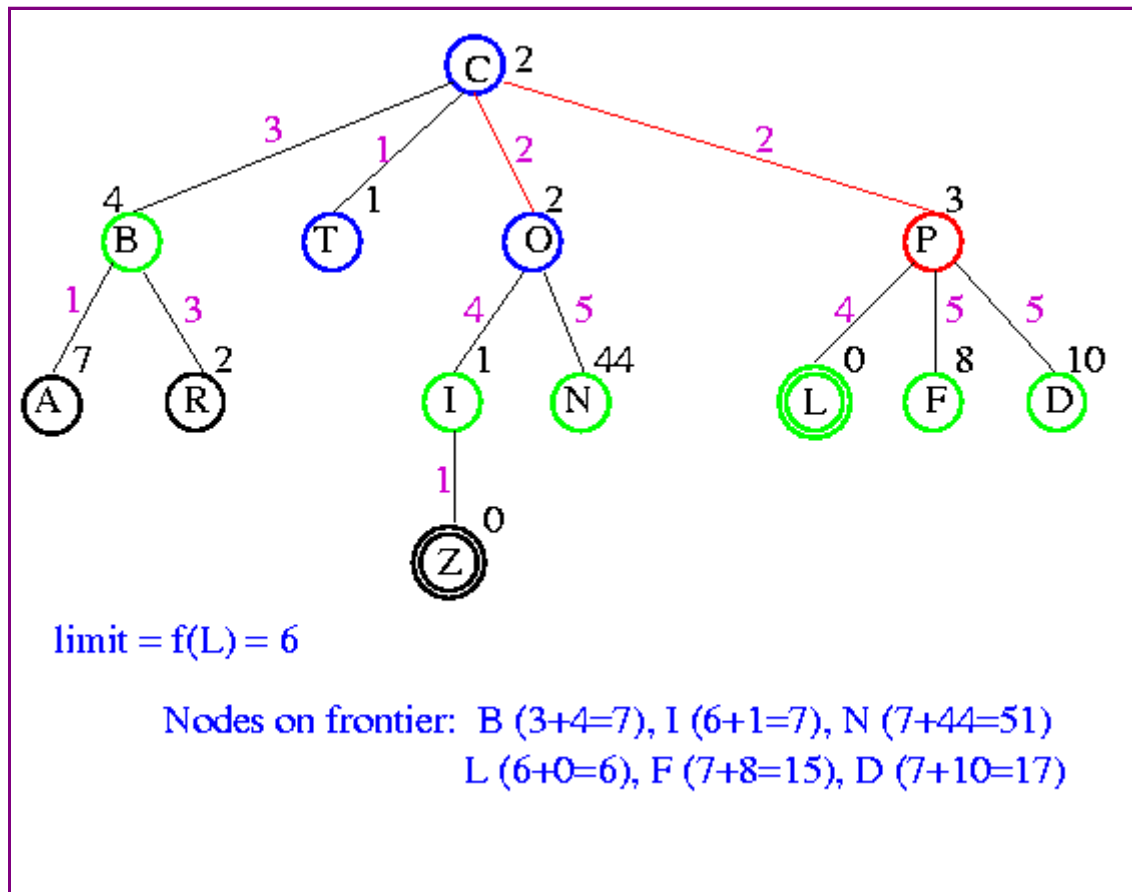 C 2
3 1 2 2
4 1 2 3
B T O P
1 3 4 5 4 5 5
7 2 1 44 0 8 10
A R I N L F D
1
0
Z
limit = f(L) = 6
Nodes on frontier: B (3+4=7), I (6+1=7), N (7+44=51)
L (6+0=6), F (7+8=15), D (7+10=17)